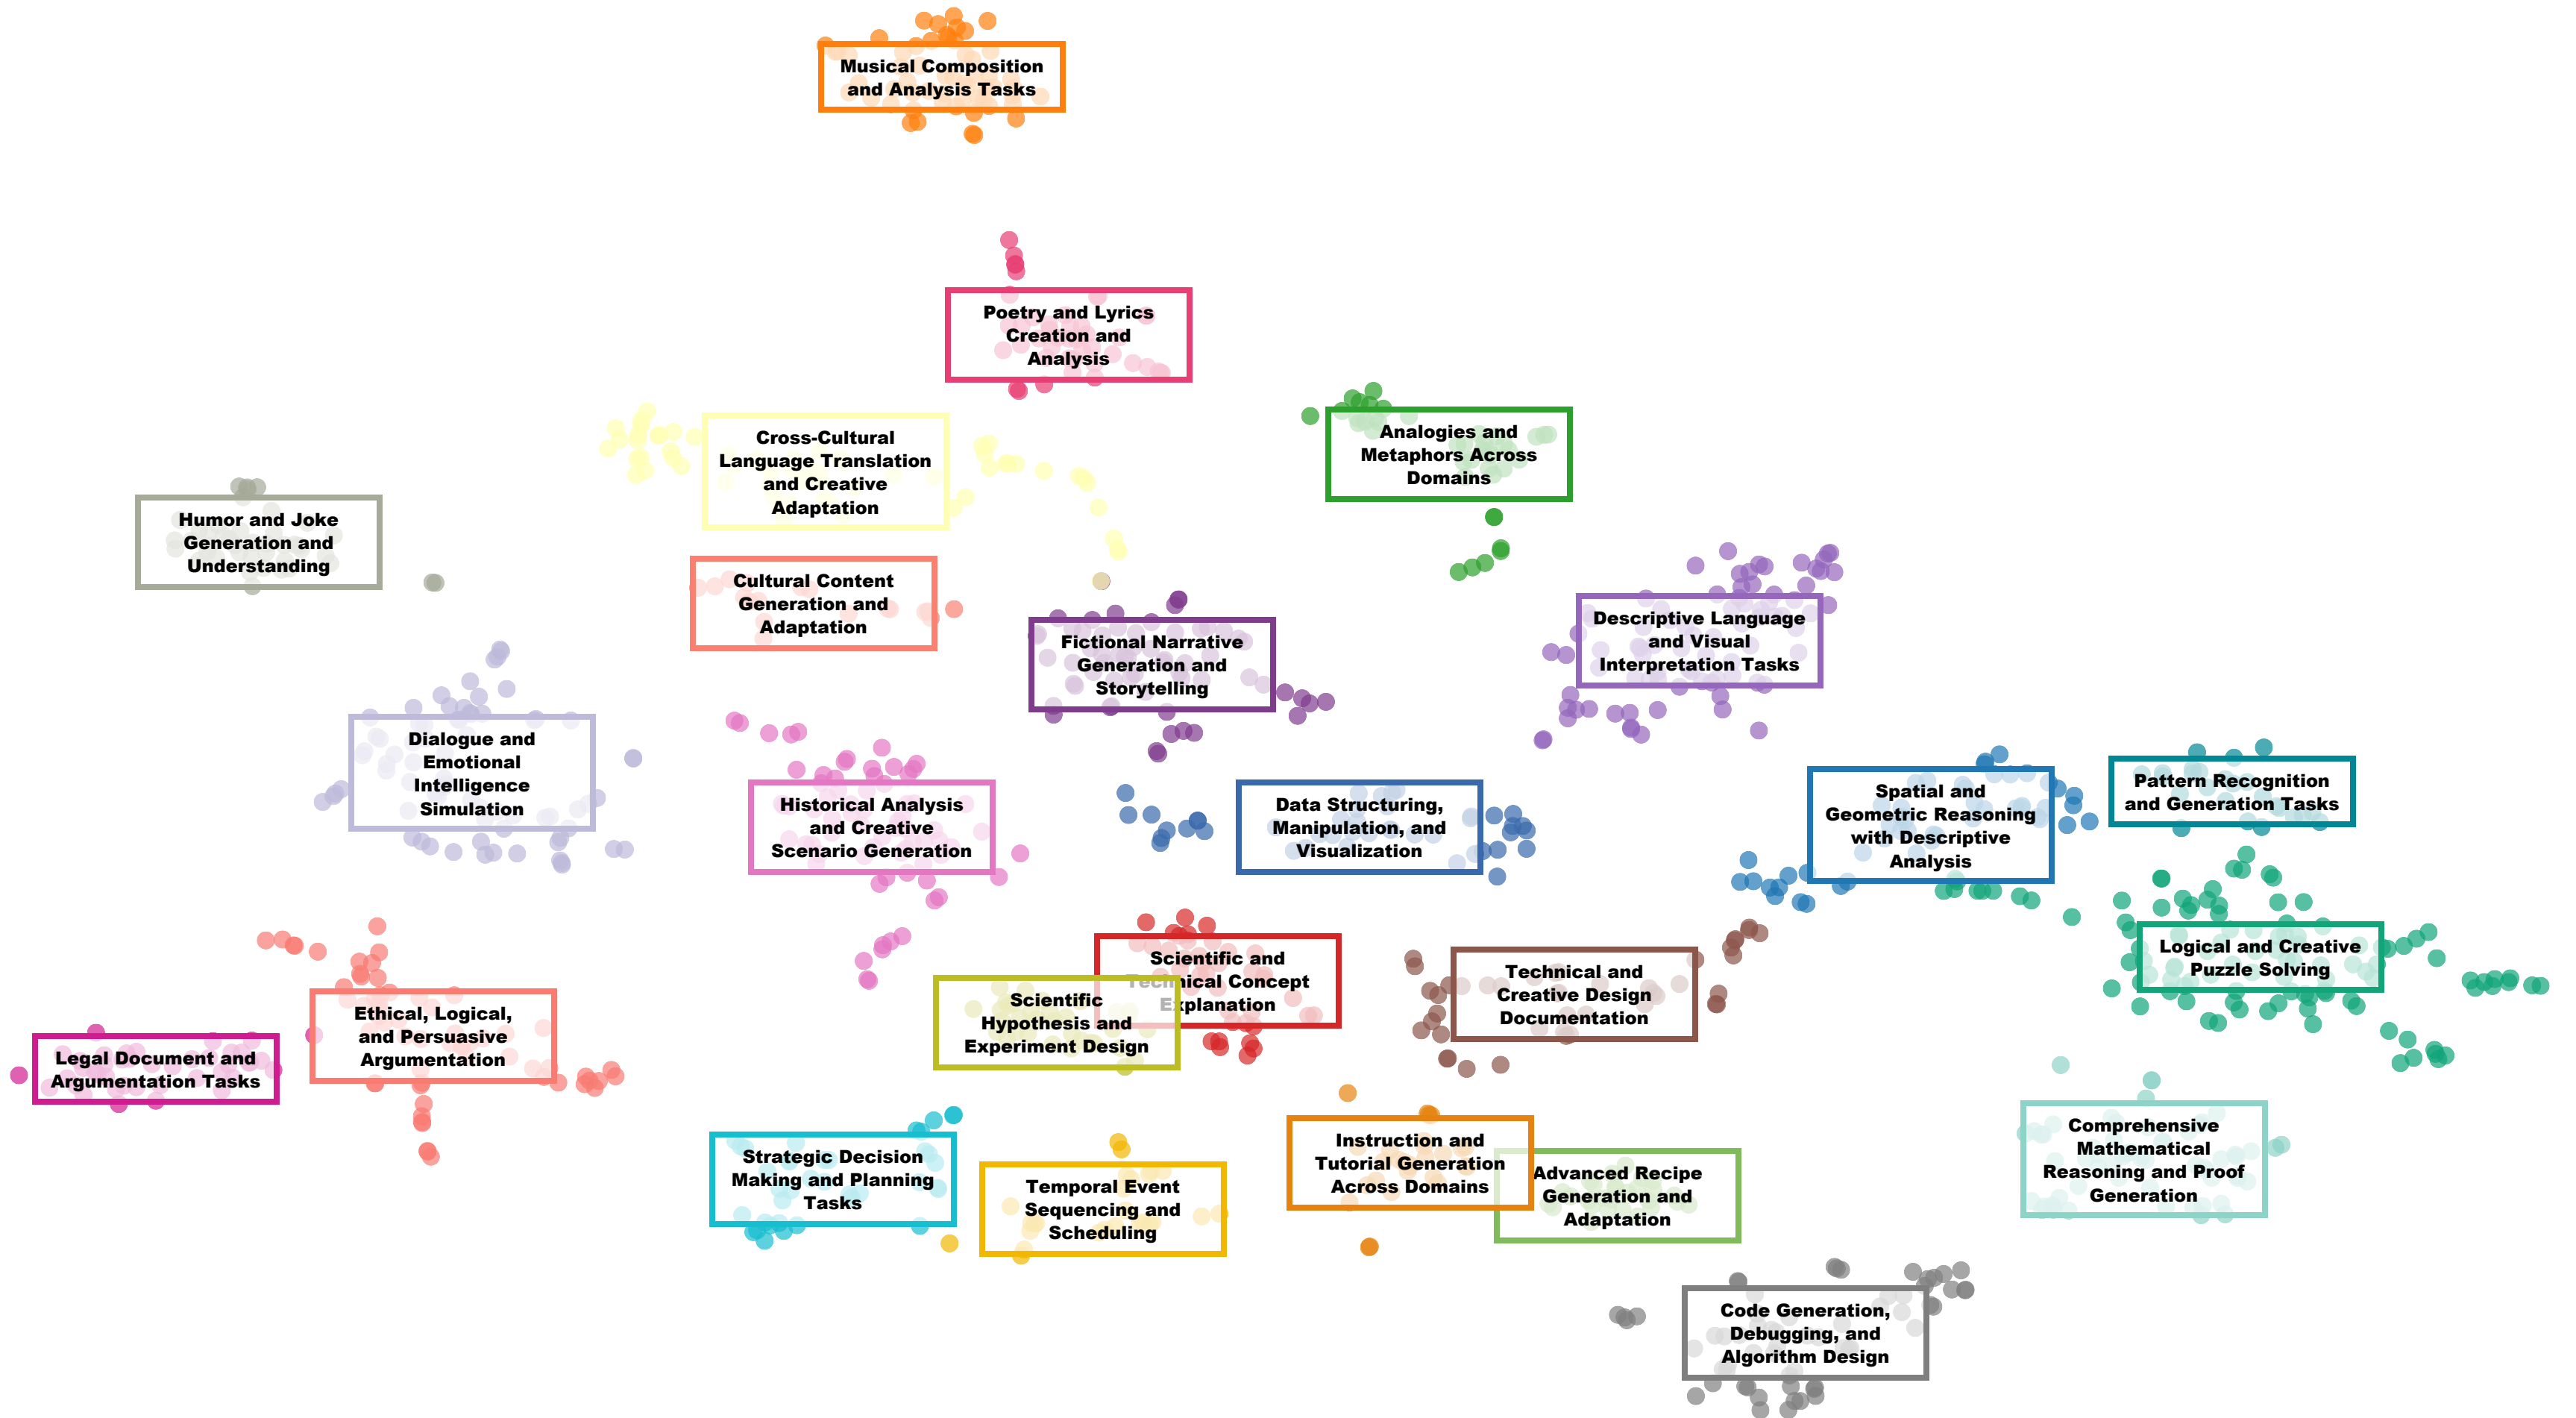 Musical Composition
and Analysis Tasks
Poetry and Lyrics
Creation and
Analysis
Cross-Cultural
Language Translation
and Creative
Adaptation
Analogies and
Metaphors Across
Domains
Humor and Joke
Generation and
Understanding
Cultural Content
Generation and
Adaptation
Fictional Narrative
Generation and
Storytelling
Descriptive Language
and Visual
Interpretation Tasks
Dialogue and
Emotional
Intelligence
Simulation
Historical Analysis
and Creative
Scenario Generation
Data Structuring,
Manipulation, and
Visualization
Spatial and
Geometric Reasoning
with Descriptive
Analysis
Pattern Recognition
and Generation Tasks
Logical and Creative
Puzzle Solving
Scientific and
Technical Concept
Explanation
Technical and
Creative Design
Documentation
Scientific
Hypothesis and
Experiment Design
Ethical, Logical,
and Persuasive
Argumentation
Legal Document and
Argumentation Tasks
Strategic Decision
Making and Planning
Tasks
Temporal Event
Sequencing and
Scheduling
Instruction and
Tutorial Generation
Across Domains
Advanced Recipe
Generation and
Adaptation
Comprehensive
Mathematical
Reasoning and Proof
Generation
Code Generation,
Debugging, and
Algorithm Design